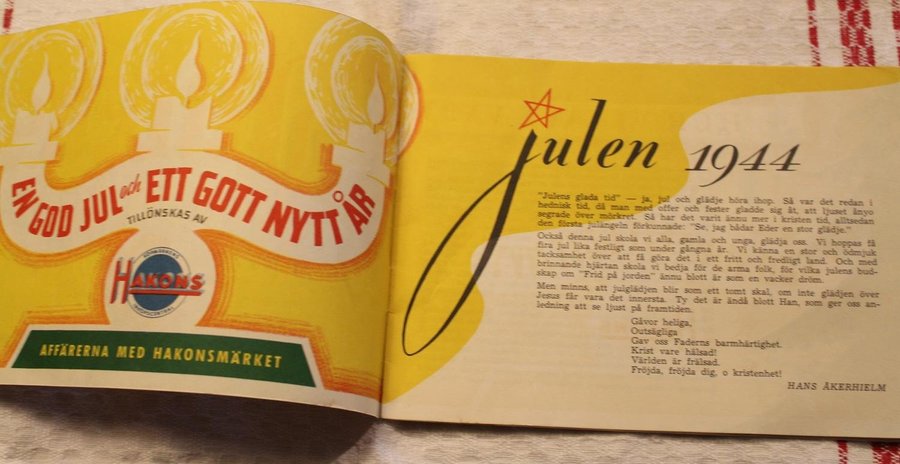 EN GOD JUL och ETT GOTT NYTT ÅR
TILLÖNSKAS AV
HAKONS
AFFÄRERNA MED HAKONSMÄRKET
julen 1944
"Julens glada tid" — ja, jul och glädje höra ihop. Så var det redan i
hednisk tid, då man med offer och fester gladde sig åt, att ljuset ånyo
segrade över mörkret. Så har det varit ännu mer i kristen tid, alltsedan
den första julängeln förkunnade: "Se, jag bådar Eder en stor glädje."
Också denna jul skola vi alla, gamla och unga, glädja oss. Vi hoppas få
fira jul lika festligt som under gångna år. Vi känna en stor och ödmjuk
tacksamhet över att få göra det i ett fritt och fredligt land. Och med
brinnande hjärtan skola vi bedja för de arma folk, för vilka julens bud-
skap om "Frid på jorden" ännu blott är som en vacker dröm.
Men minns, att julglädjen blir som ett tomt skal, om inte glädjen över
Jesus får vara det innersta. Ty det är ändå blott Han, som ger oss an-
ledning att se ljust på framtiden.
Gåvor heliga,
Outsägliga
Gav oss Faderns barmhärtighet.
Krist vare hälsad!
Världen är frälsad.
Fröjda, fröjda dig, o kristenhet!
HANS ÅKERHIELM